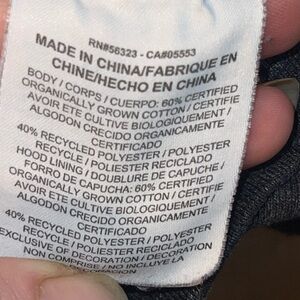 RN#56323 - CA#05553
MADE IN CHINA/FABRIQUE EN
CHINE/HECHO EN CHINA
BODY / CORPS / CUERPO: 60% CERTIFIED
ORGANICALLY GROWN COTTON / CERTIFIE
AVOIR ETE CULTIVE BIOLOGIQUEMENT /
ALGODON CRECIDO ORGANICAMENTE
CERTIFICADO
40% RECYCLED POLYESTER / POLYESTER
RECYCLE / POLIESTER RECICLADO
HOOD LINING / DOUBLURE DE CAPUCHE /
FORRO DE CAPUCHA: 60% CERTIFIED
ORGANICALLY GROWN COTTON / CERTIFIE
AVOIR ETE CULTIVE BIOLOGIQUEMENT /
ALGODON CRECIDO ORGANICAMENTE
CERTIFICADO
40% RECYCLED POLYESTER / POLYESTER
RECYCLE / POLIESTER RECICLADO
EXCLUSIVE OF DECORATION / DECORATION
NON COMPRISE / NO INCLUYE LA
DECORACION